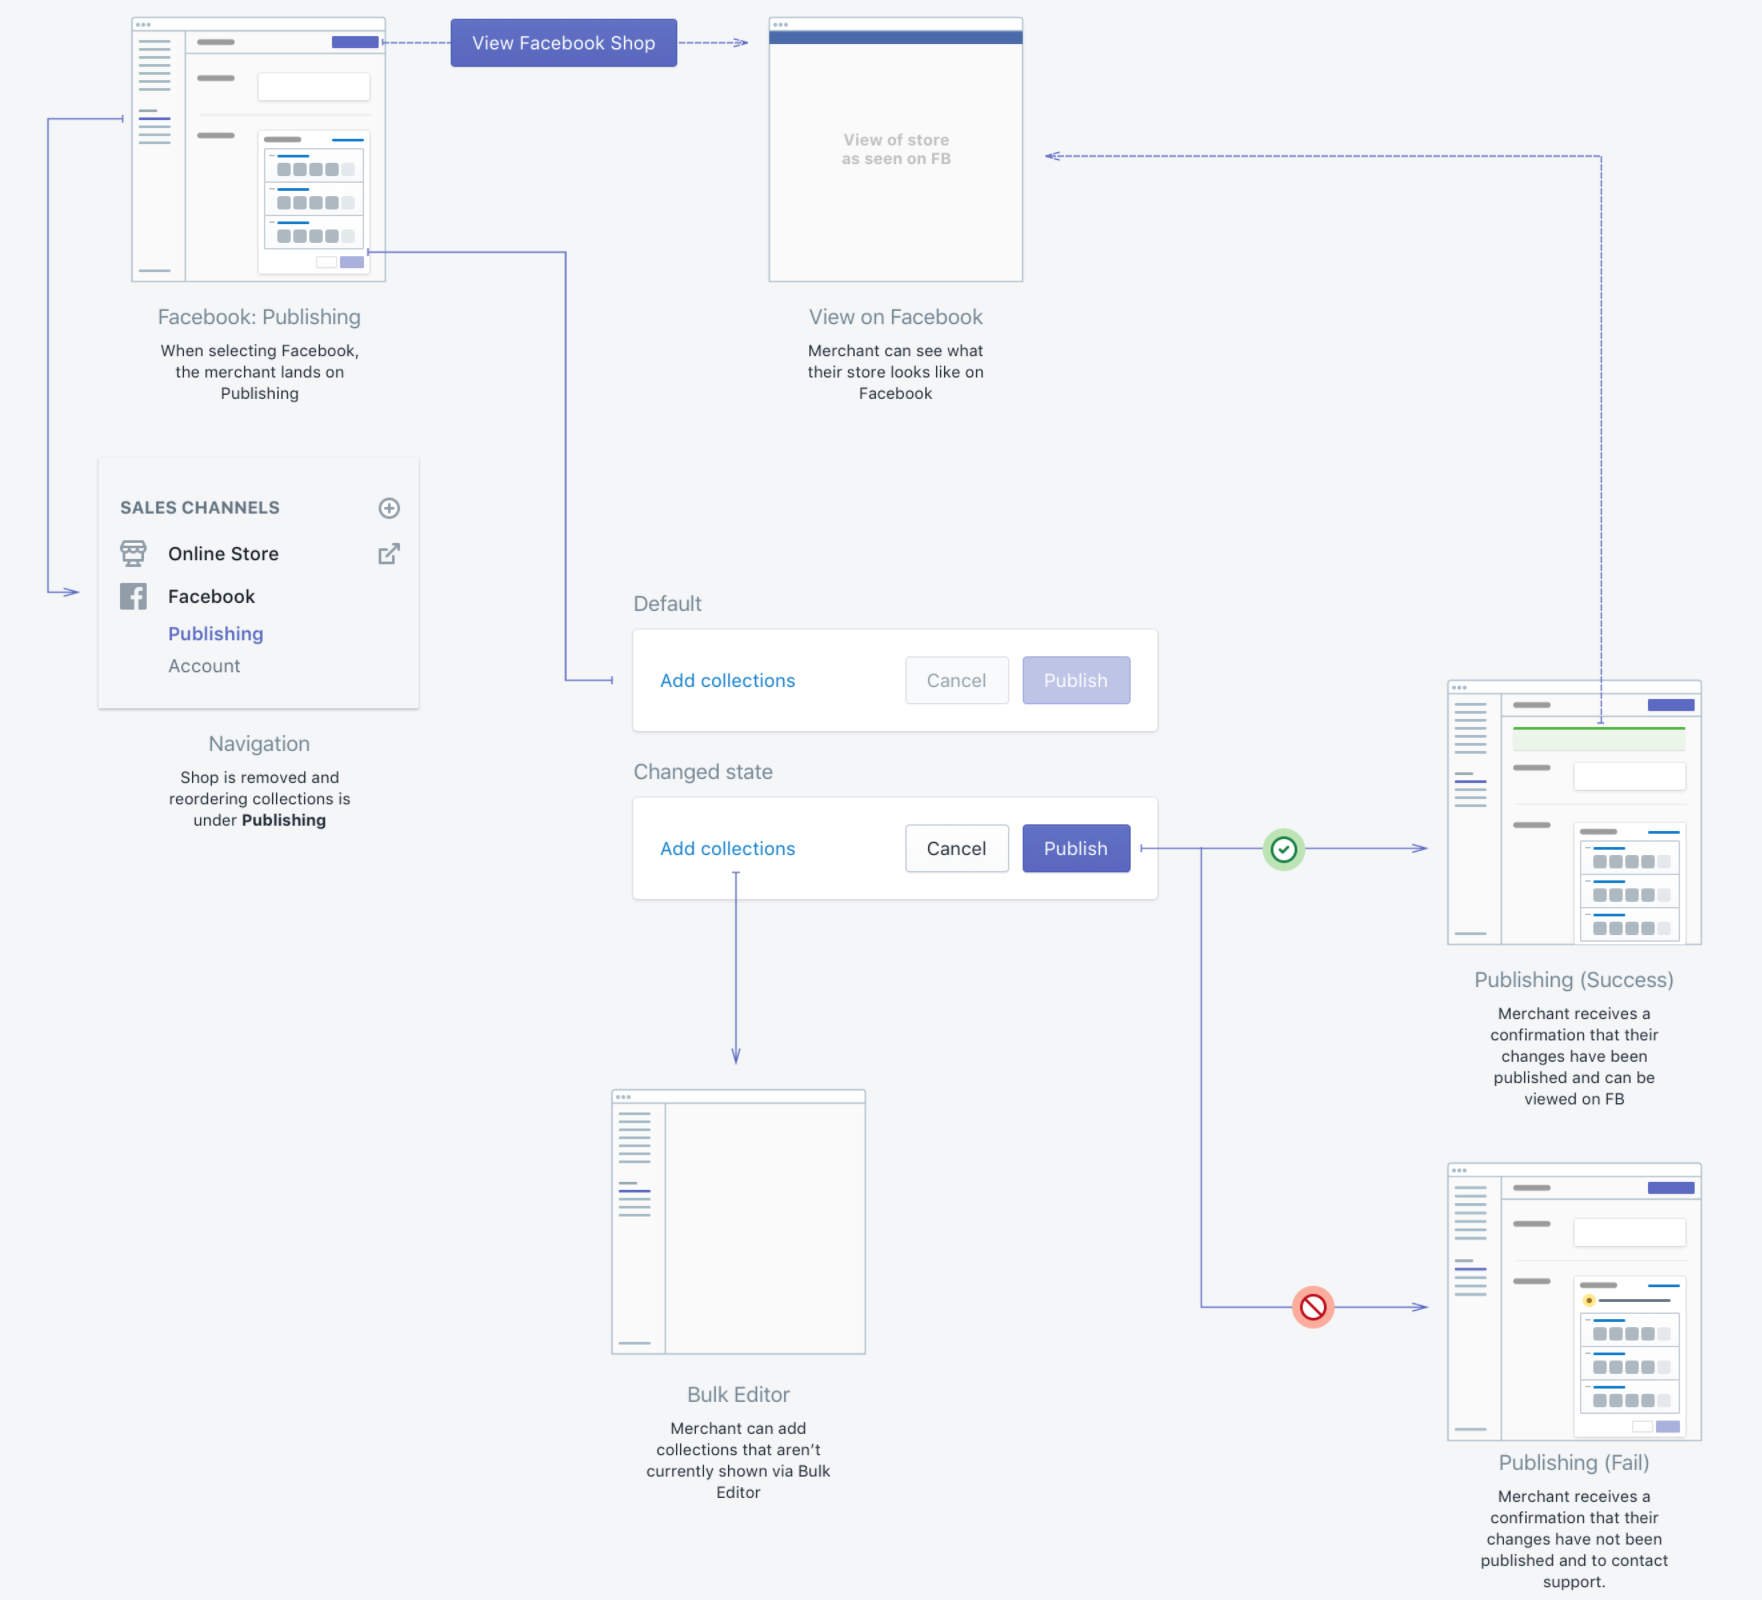 View Facebook Shop
View of store
as seen on FB
Facebook: Publishing
When selecting Facebook,
the merchant lands on
Publishing
View on Facebook
Merchant can see what
their store looks like on
Facebook
SALES CHANNELS
Online Store
Facebook
Publishing
Account
Navigation
Shop is removed and
reordering collections is
under Publishing
Default
Add collections
Cancel
Publish
Changed state
Add collections
Cancel
Publish
Publishing (Success)
Merchant receives a
confirmation that their
changes have been
published and can be
viewed on FB
Bulk Editor
Merchant can add
collections that aren’t
currently shown via Bulk
Editor
Publishing (Fail)
Merchant receives a
confirmation that their
changes have not been
published and to contact
support.